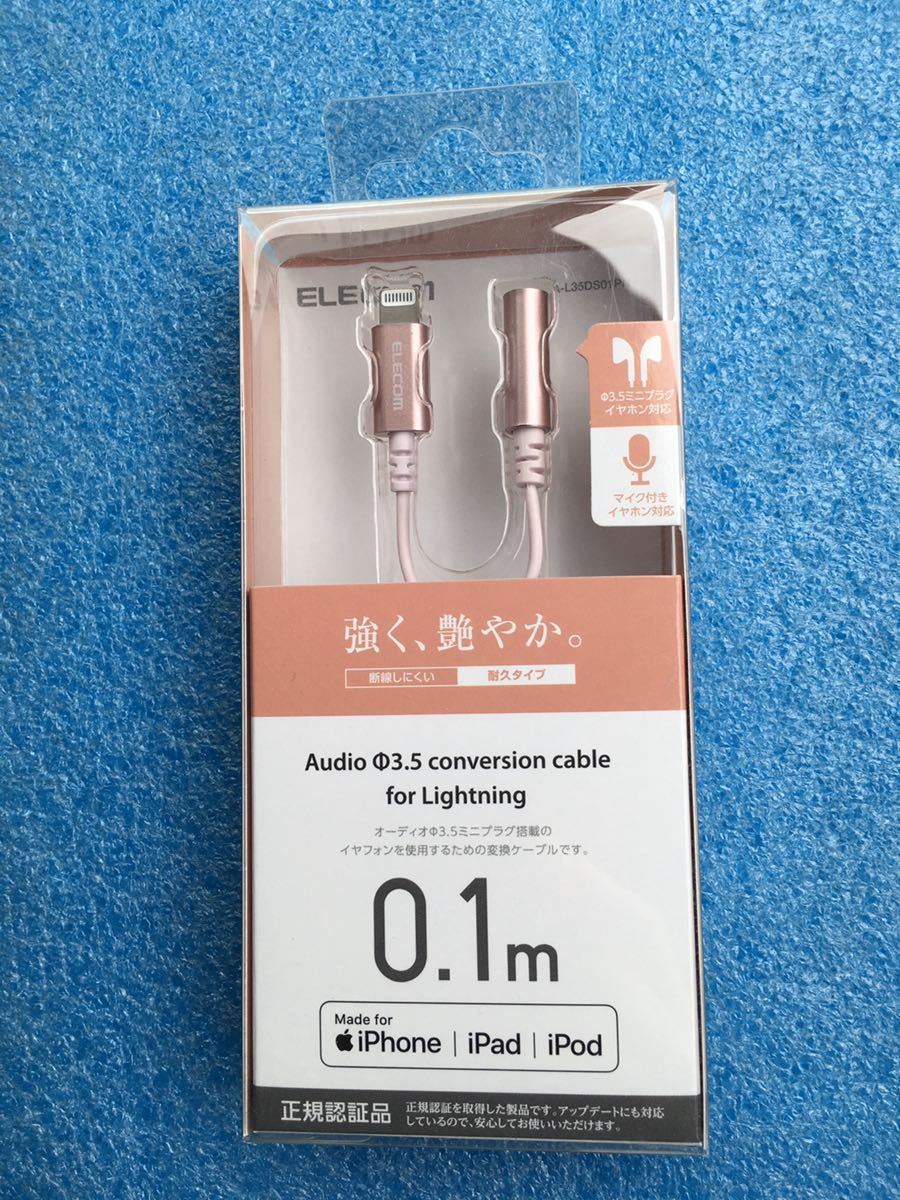 ELECOM
-L35DS01P
ELECOM
Φ3.5ミニプラグ
イヤホン対応
マイク付き
イヤホン対応
強く、艶やか。
断線しにくい 耐久タイプ
Audio Φ3.5 conversion cable
for Lightning
オーディオΦ3.5ミニプラグ搭載の
イヤフォンを使用するための変換ケーブルです。
0.1m
Made for
iPhone | iPad | iPod
正規認証品 正規認証を取得した製品です。アップデートにも対応
しているので、安心してお使いいただけます。